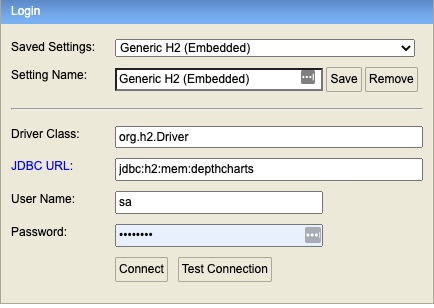 Login
Saved Settings: Generic H2 (Embedded)
Setting Name: Generic H2 (Embedded) Save Remove
Driver Class: org.h2.Driver
JDBC URL: jdbc:h2:mem:depthcharts
User Name: sa
Password: ••••••••
Connect Test Connection